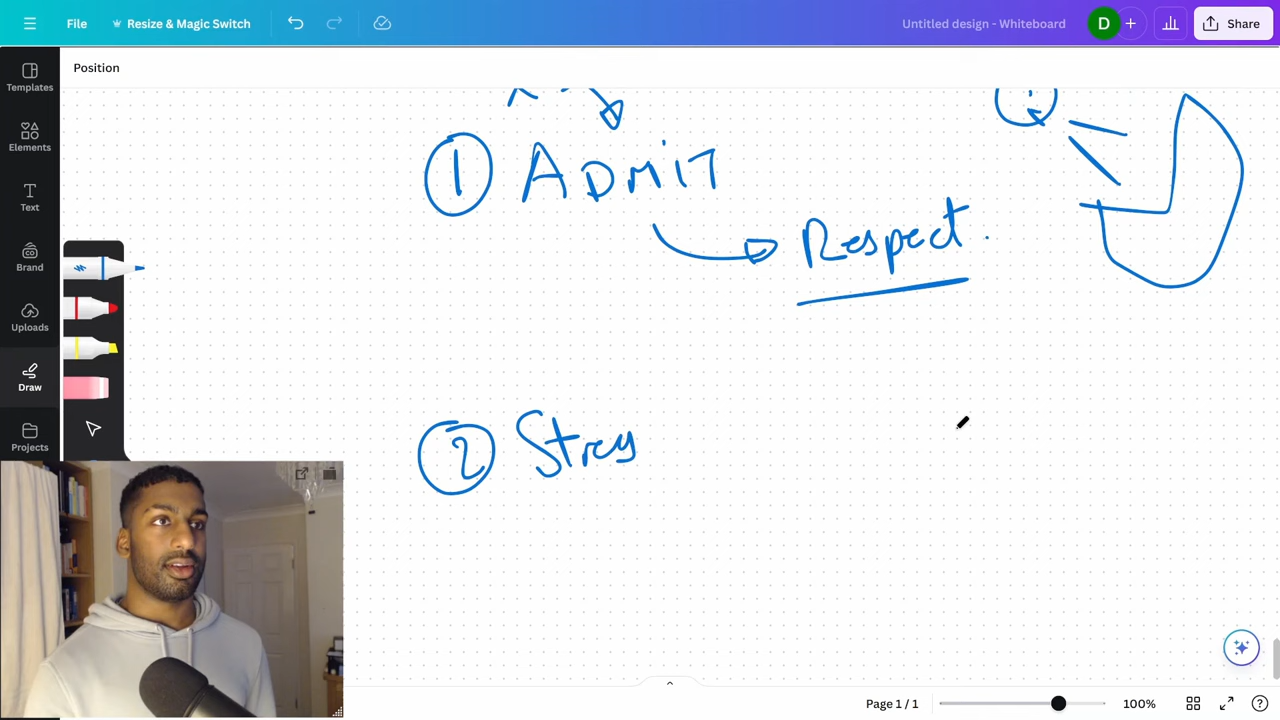 File
Resize & Magic Switch
Untitled design - Whiteboard
D
Share
Templates
Elements
Text
Brand
Uploads
Draw
Projects
Position
1 ADMIT
Respect.
2 Stress
Page 1 / 1
100%